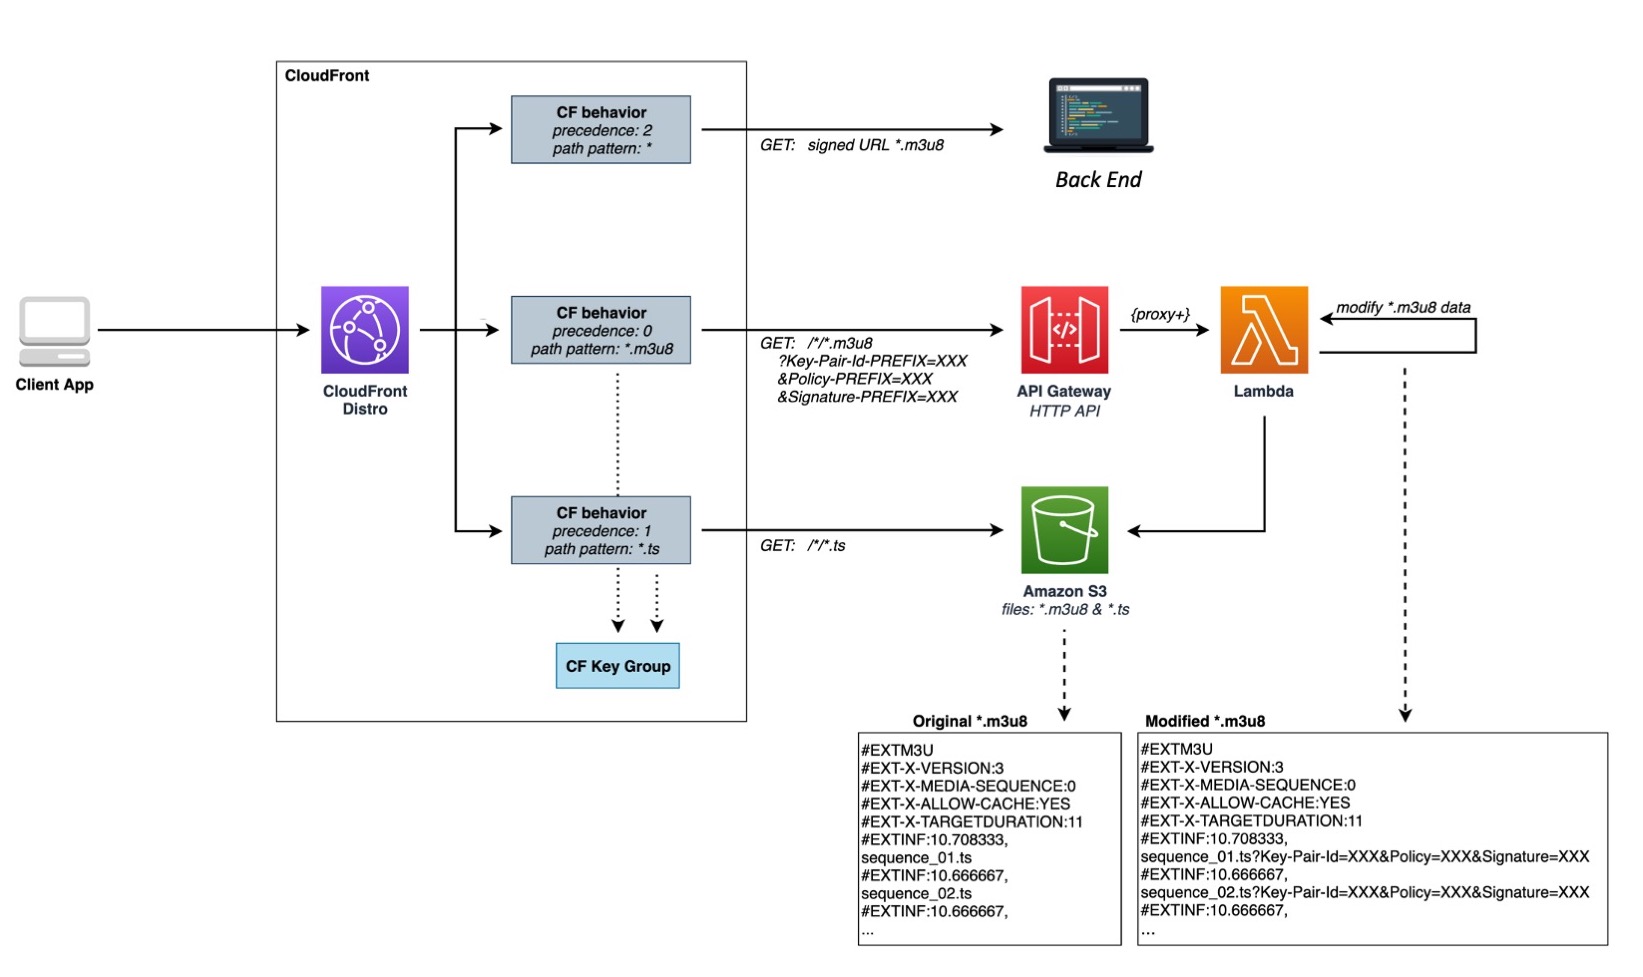 CloudFront
CF behavior
precedence: 2
path pattern: *
GET:   signed URL *.m3u8
Back End
Client App
CloudFront
Distro
CF behavior
precedence: 0
path pattern: *.m3u8
GET:   /*/*.m3u8
?Key-Pair-Id-PREFIX=XXX
&Policy-PREFIX=XXX
&Signature-PREFIX=XXX
API Gateway
HTTP API
{proxy+}
Lambda
modify *.m3u8 data
CF behavior
precedence: 1
path pattern: *.ts
GET:   /*/*.ts
Amazon S3
files: *.m3u8 & *.ts
CF Key Group
Original *.m3u8
#EXTM3U
#EXT-X-VERSION:3
#EXT-X-MEDIA-SEQUENCE:0
#EXT-X-ALLOW-CACHE:YES
#EXT-X-TARGETDURATION:11
#EXTINF:10.708333,
sequence_01.ts
#EXTINF:10.666667,
sequence_02.ts
#EXTINF:10.666667,
...
Modified *.m3u8
#EXTM3U
#EXT-X-VERSION:3
#EXT-X-MEDIA-SEQUENCE:0
#EXT-X-ALLOW-CACHE:YES
#EXT-X-TARGETDURATION:11
#EXTINF:10.708333,
sequence_01.ts?Key-Pair-Id=XXX&Policy=XXX&Signature=XXX
#EXTINF:10.666667,
sequence_02.ts?Key-Pair-Id=XXX&Policy=XXX&Signature=XXX
#EXTINF:10.666667,
...